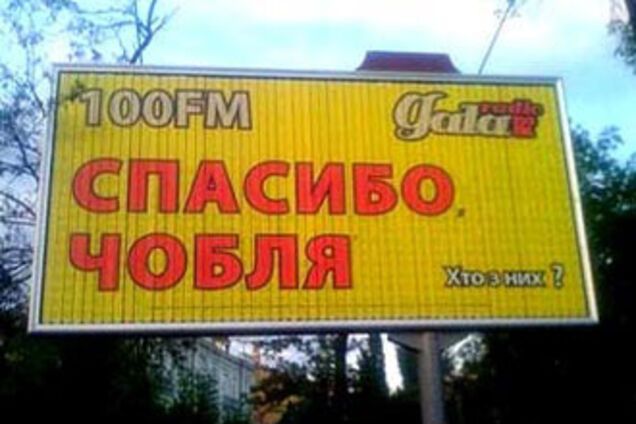 100FM
gala radio
СПАСИБО,
ЧОБЛЯ
Хто з них ?